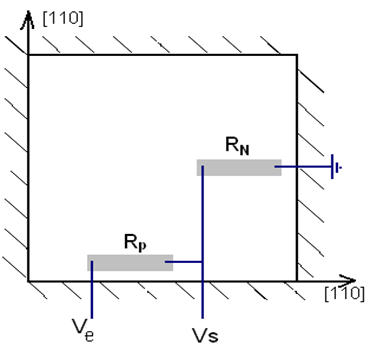 [110]
R_N
R_p
[110]
V_e
Vs